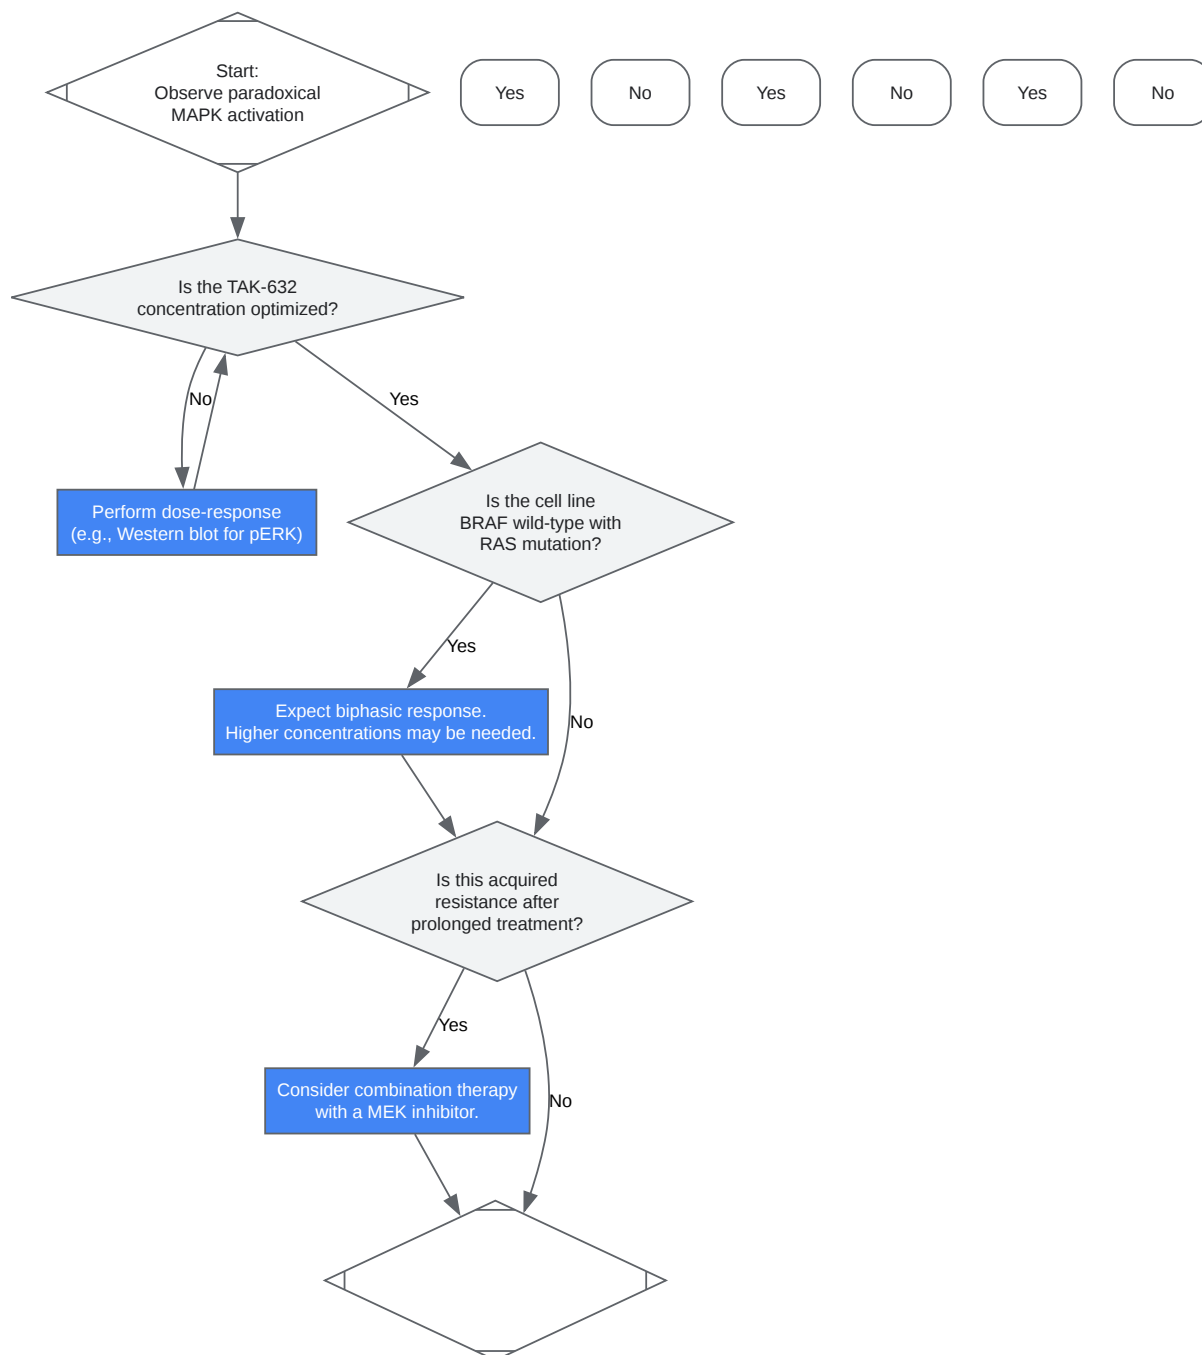 Start:
Observe paradoxical
MAPK activation
Yes
No
Yes
No
Yes
No
Is the TAK-632
concentration optimized?
No
Yes
Perform dose-response
(e.g., Western blot for pERK)
Is the cell line
BRAF wild-type with
RAS mutation?
Yes
No
Expect biphasic response.
Higher concentrations may be needed.
Is this acquired
resistance after
prolonged treatment?
Yes
No
Consider combination therapy
with a MEK inhibitor.